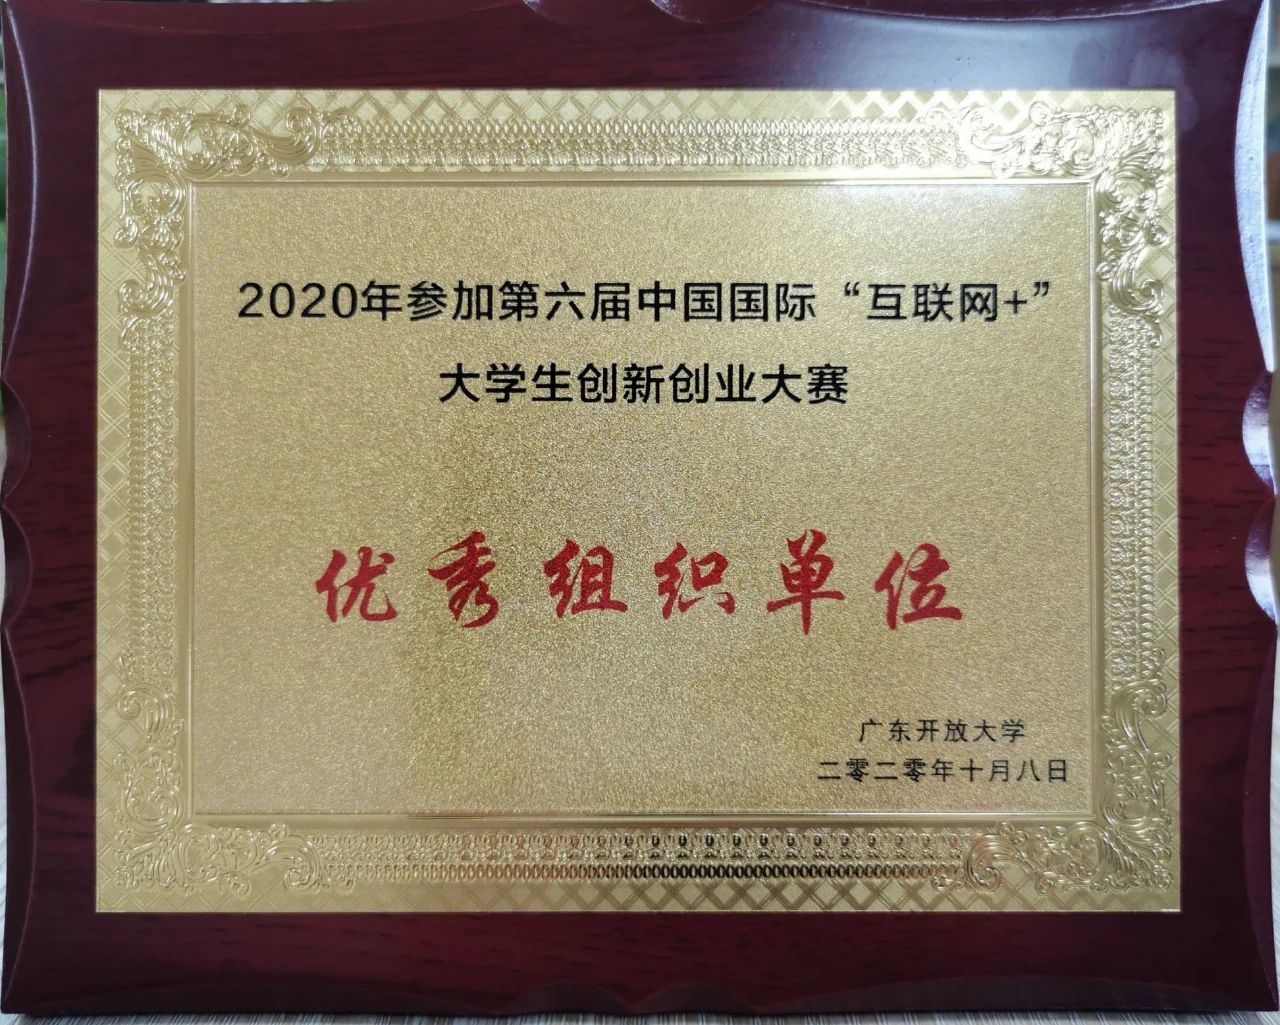 2020年参加第六届中国国际“互联网+”
大学生创新创业大赛
优秀组织单位
广东开放大学
二零二零年十月八日